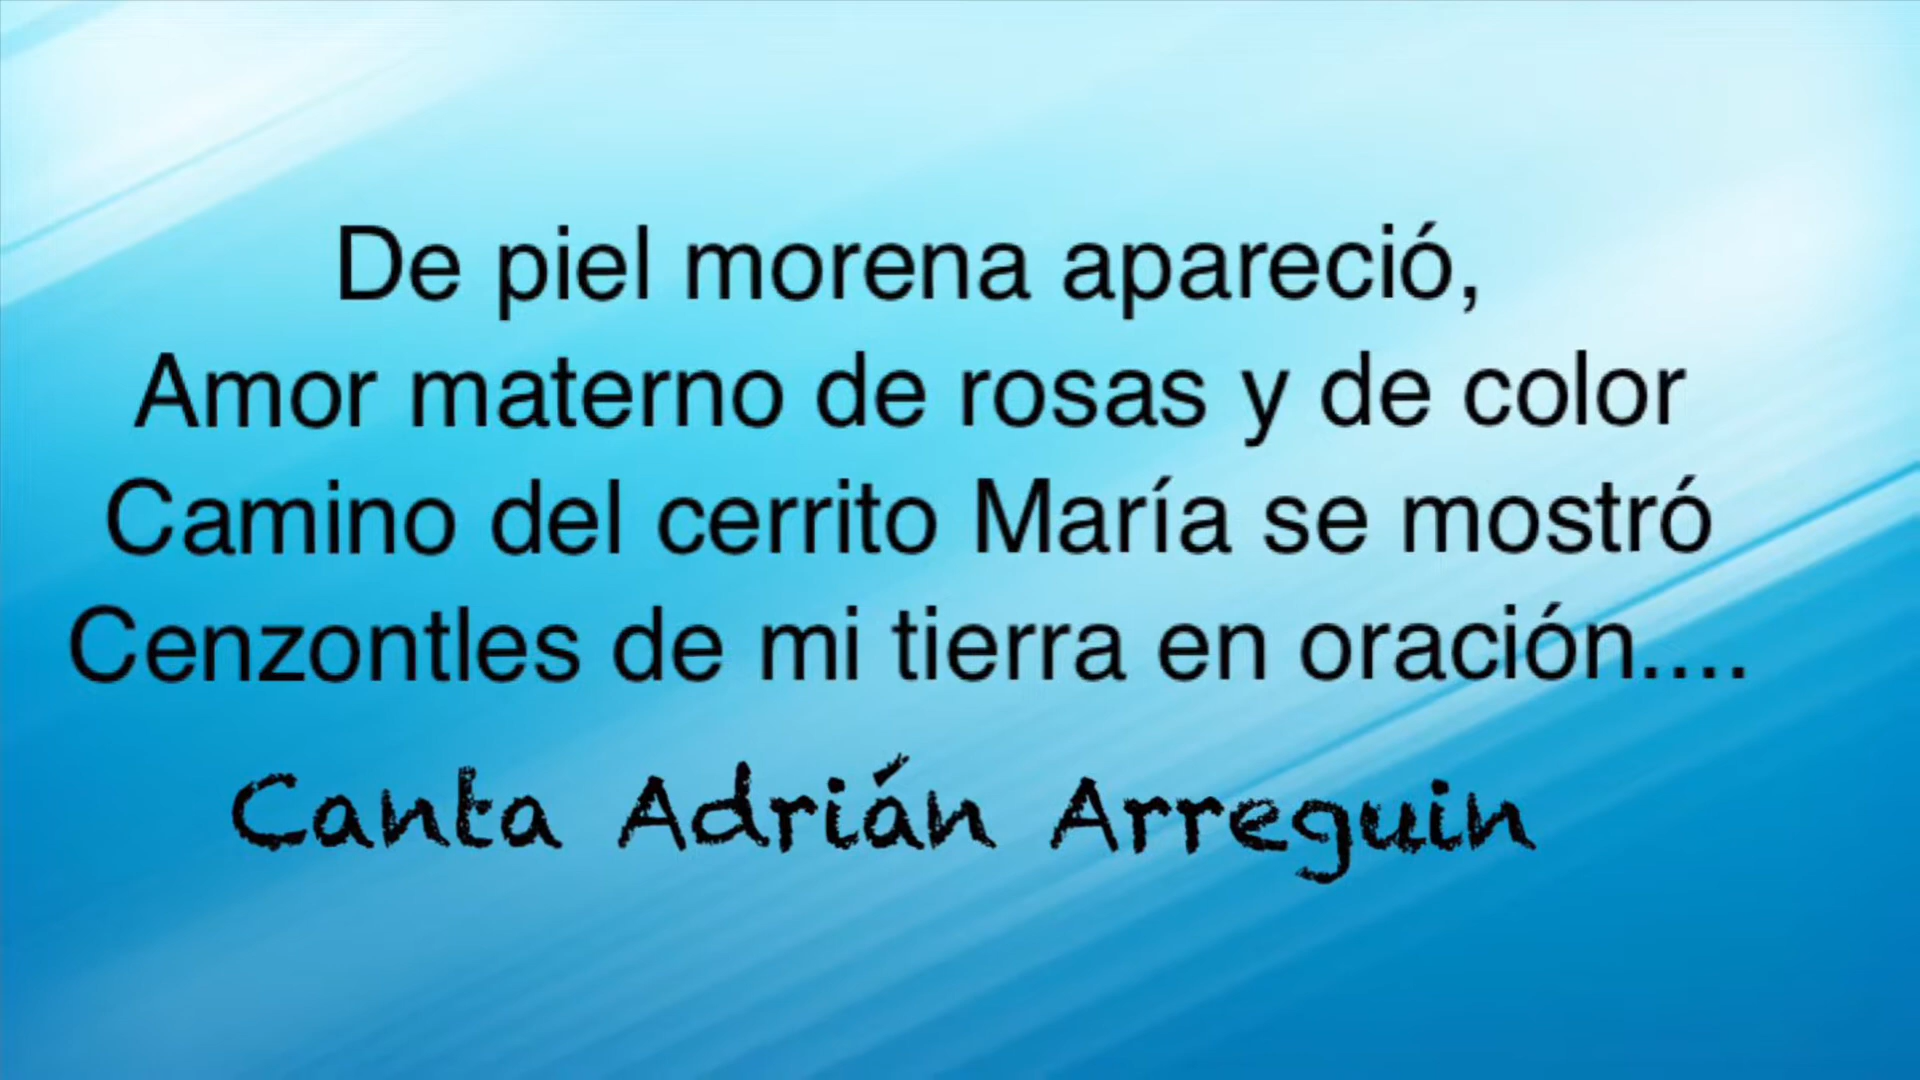 De piel morena apareció,
Amor materno de rosas y de color
Camino del cerrito María se mostró
Cenzontles de mi tierra en oración....
Canta Adrián Arreguin